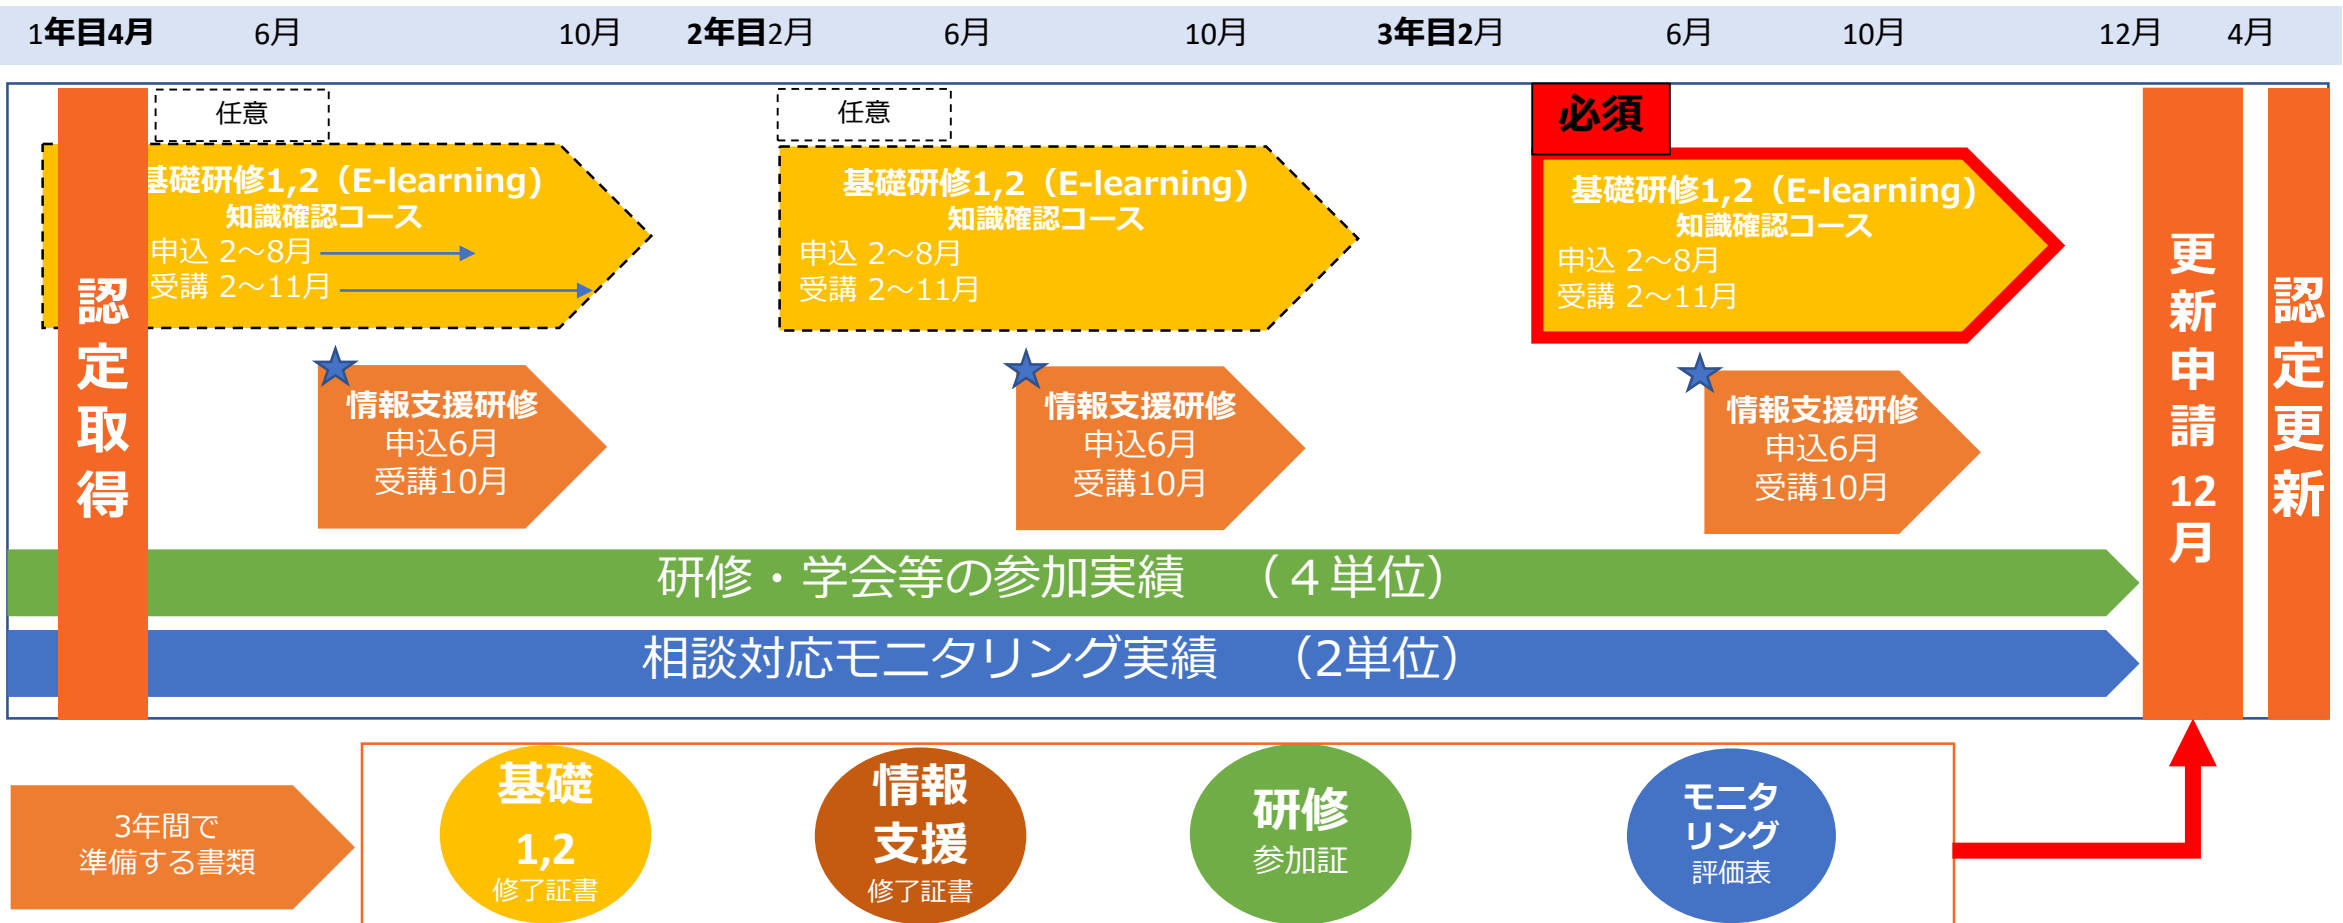 1年目4月 6月 10月 2年目2月 6月 10月 3年目2月 6月 10月 12月 4月
認定取得
任意
基礎研修1,2（E-learning)
知識確認コース
申込 2～8月
受講 2～11月
任意
基礎研修1,2（E-learning)
知識確認コース
申込 2～8月
受講 2～11月
必須
基礎研修1,2（E-learning)
知識確認コース
申込 2～8月
受講 2～11月
情報支援研修
申込6月
受講10月
情報支援研修
申込6月
受講10月
情報支援研修
申込6月
受講10月
研修・学会等の参加実績　（４単位）
相談対応モニタリング実績　（2単位）
更新申請12月
認定更新
3年間で
準備する書類
基礎
1,2
修了証書
情報
支援
修了証書
研修
参加証
モニタ
リング
評価表